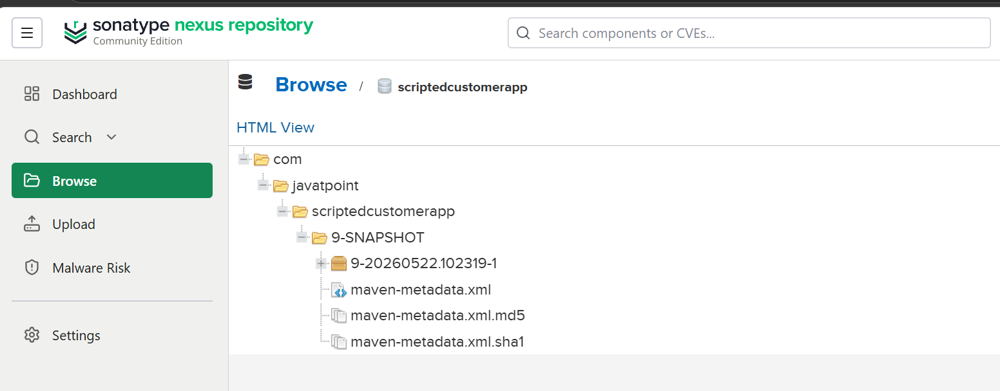 sonatype nexus repository
Community Edition
Search components or CVEs...
Dashboard
Search
Browse
Upload
Malware Risk
Settings
Browse / scriptedcustomerapp
HTML View
com
javatpoint
scriptedcustomerapp
9-SNAPSHOT
9-20260522.102319-1
maven-metadata.xml
maven-metadata.xml.md5
maven-metadata.xml.sha1